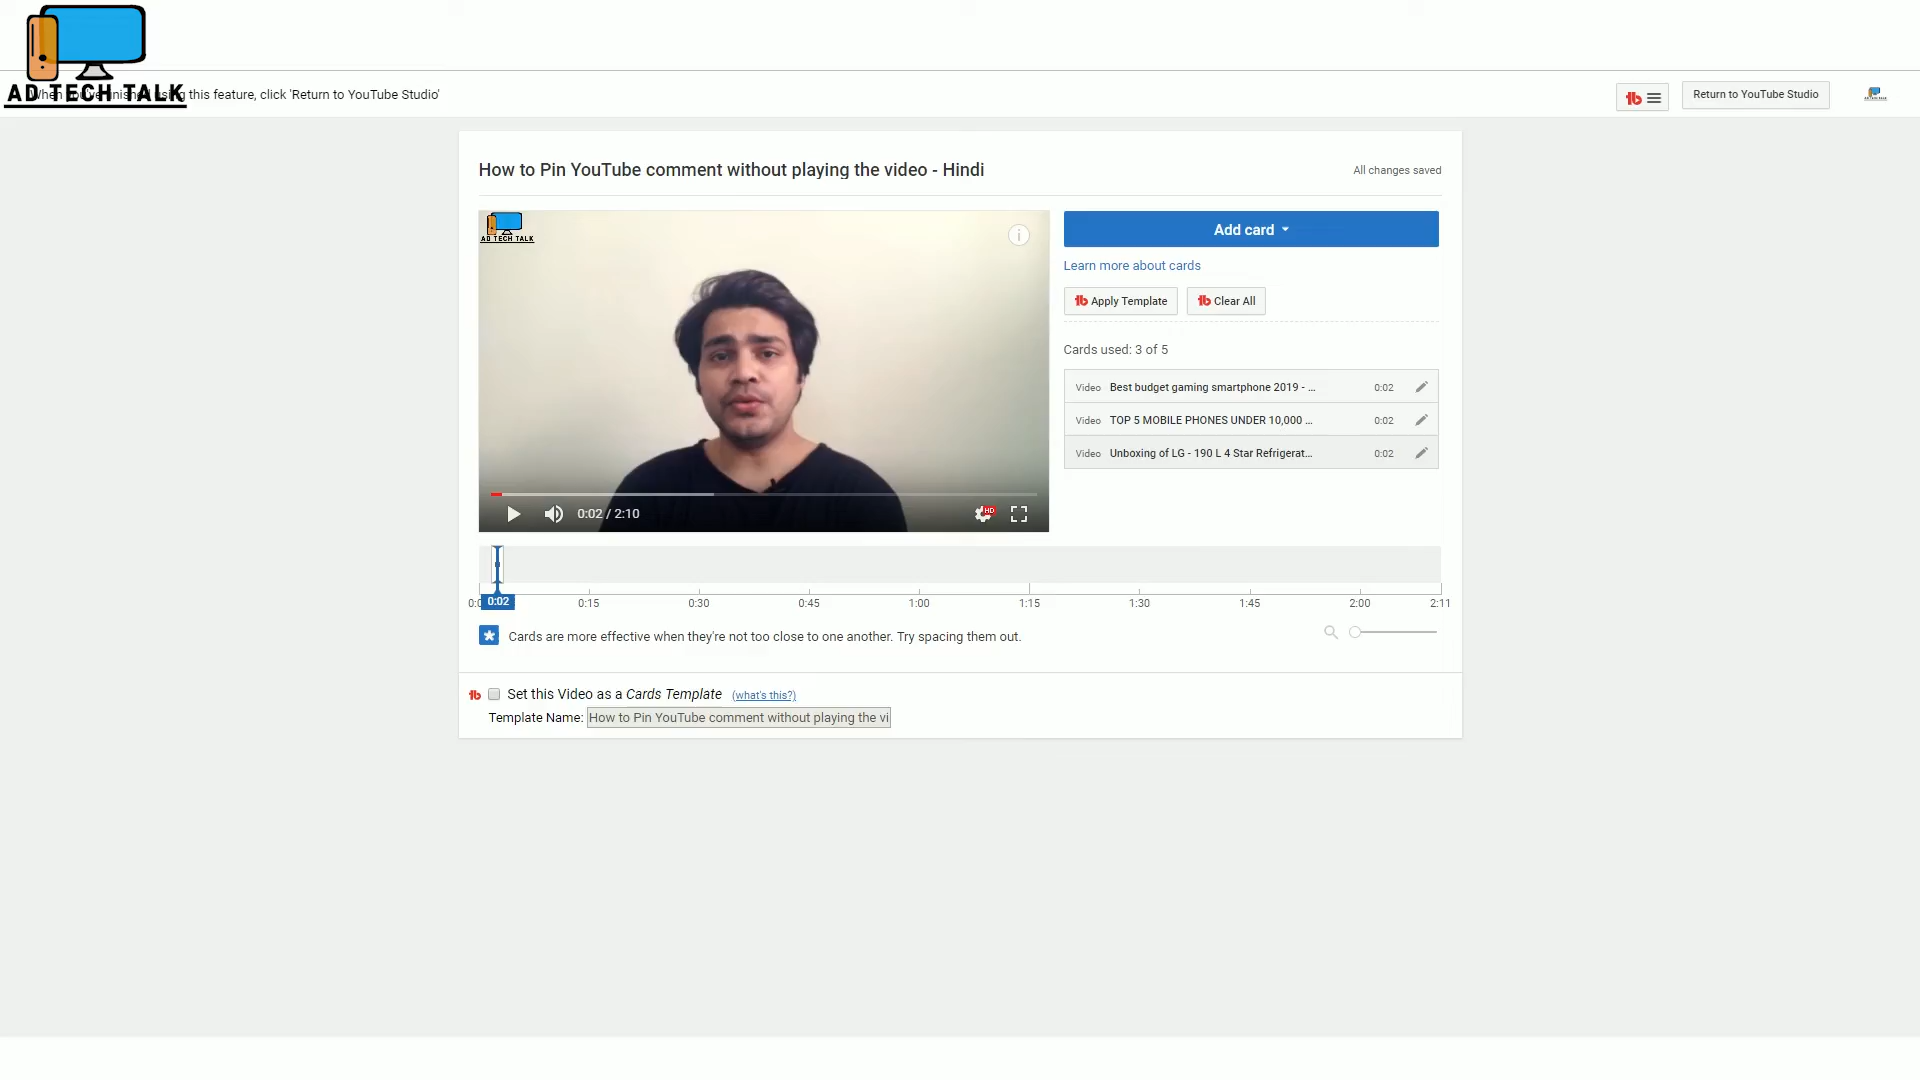 AD TECH TALK
this feature, click 'Return to YouTube Studio'
Return to YouTube Studio
How to Pin YouTube comment without playing the video - Hindi
All changes saved
AD TECH TALK
Add card
Learn more about cards
Apply Template
Clear All
Cards used: 3 of 5
Video Best budget gaming smartphone 2019 - ... 0:02
Video TOP 5 MOBILE PHONES UNDER 10,000 ... 0:02
Video Unboxing of LG - 190 L 4 Star Refrigerat... 0:02
0:02 / 2:10
HD
0:02 0:15 0:30 0:45 1:00 1:15 1:30 1:45 2:00 2:11
Cards are more effective when they're not too close to one another. Try spacing them out.
Set this Video as a Cards Template (what's this?)
Template Name: How to Pin YouTube comment without playing the vi